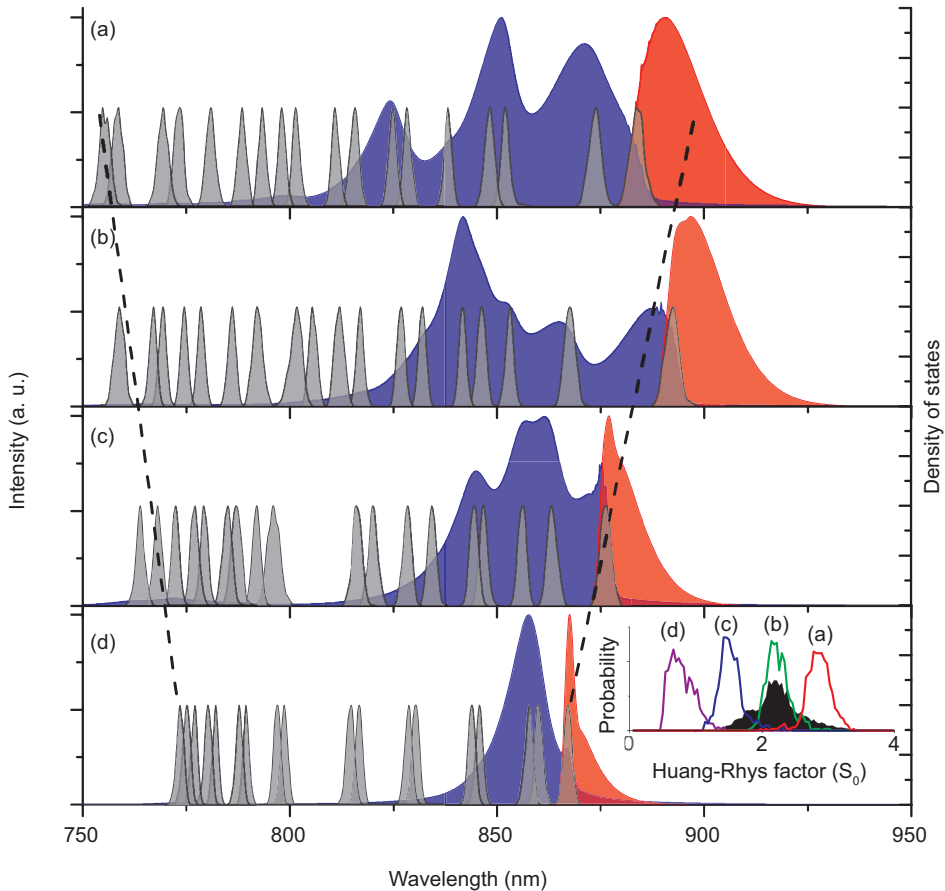 (a)
(b)
(c)
(d)
Intensity (a. u.)
Density of states
(d) (c) (b) (a)
Probability
0 2 4
Huang-Rhys factor (S0)
750 800 850 900 950
Wavelength (nm)